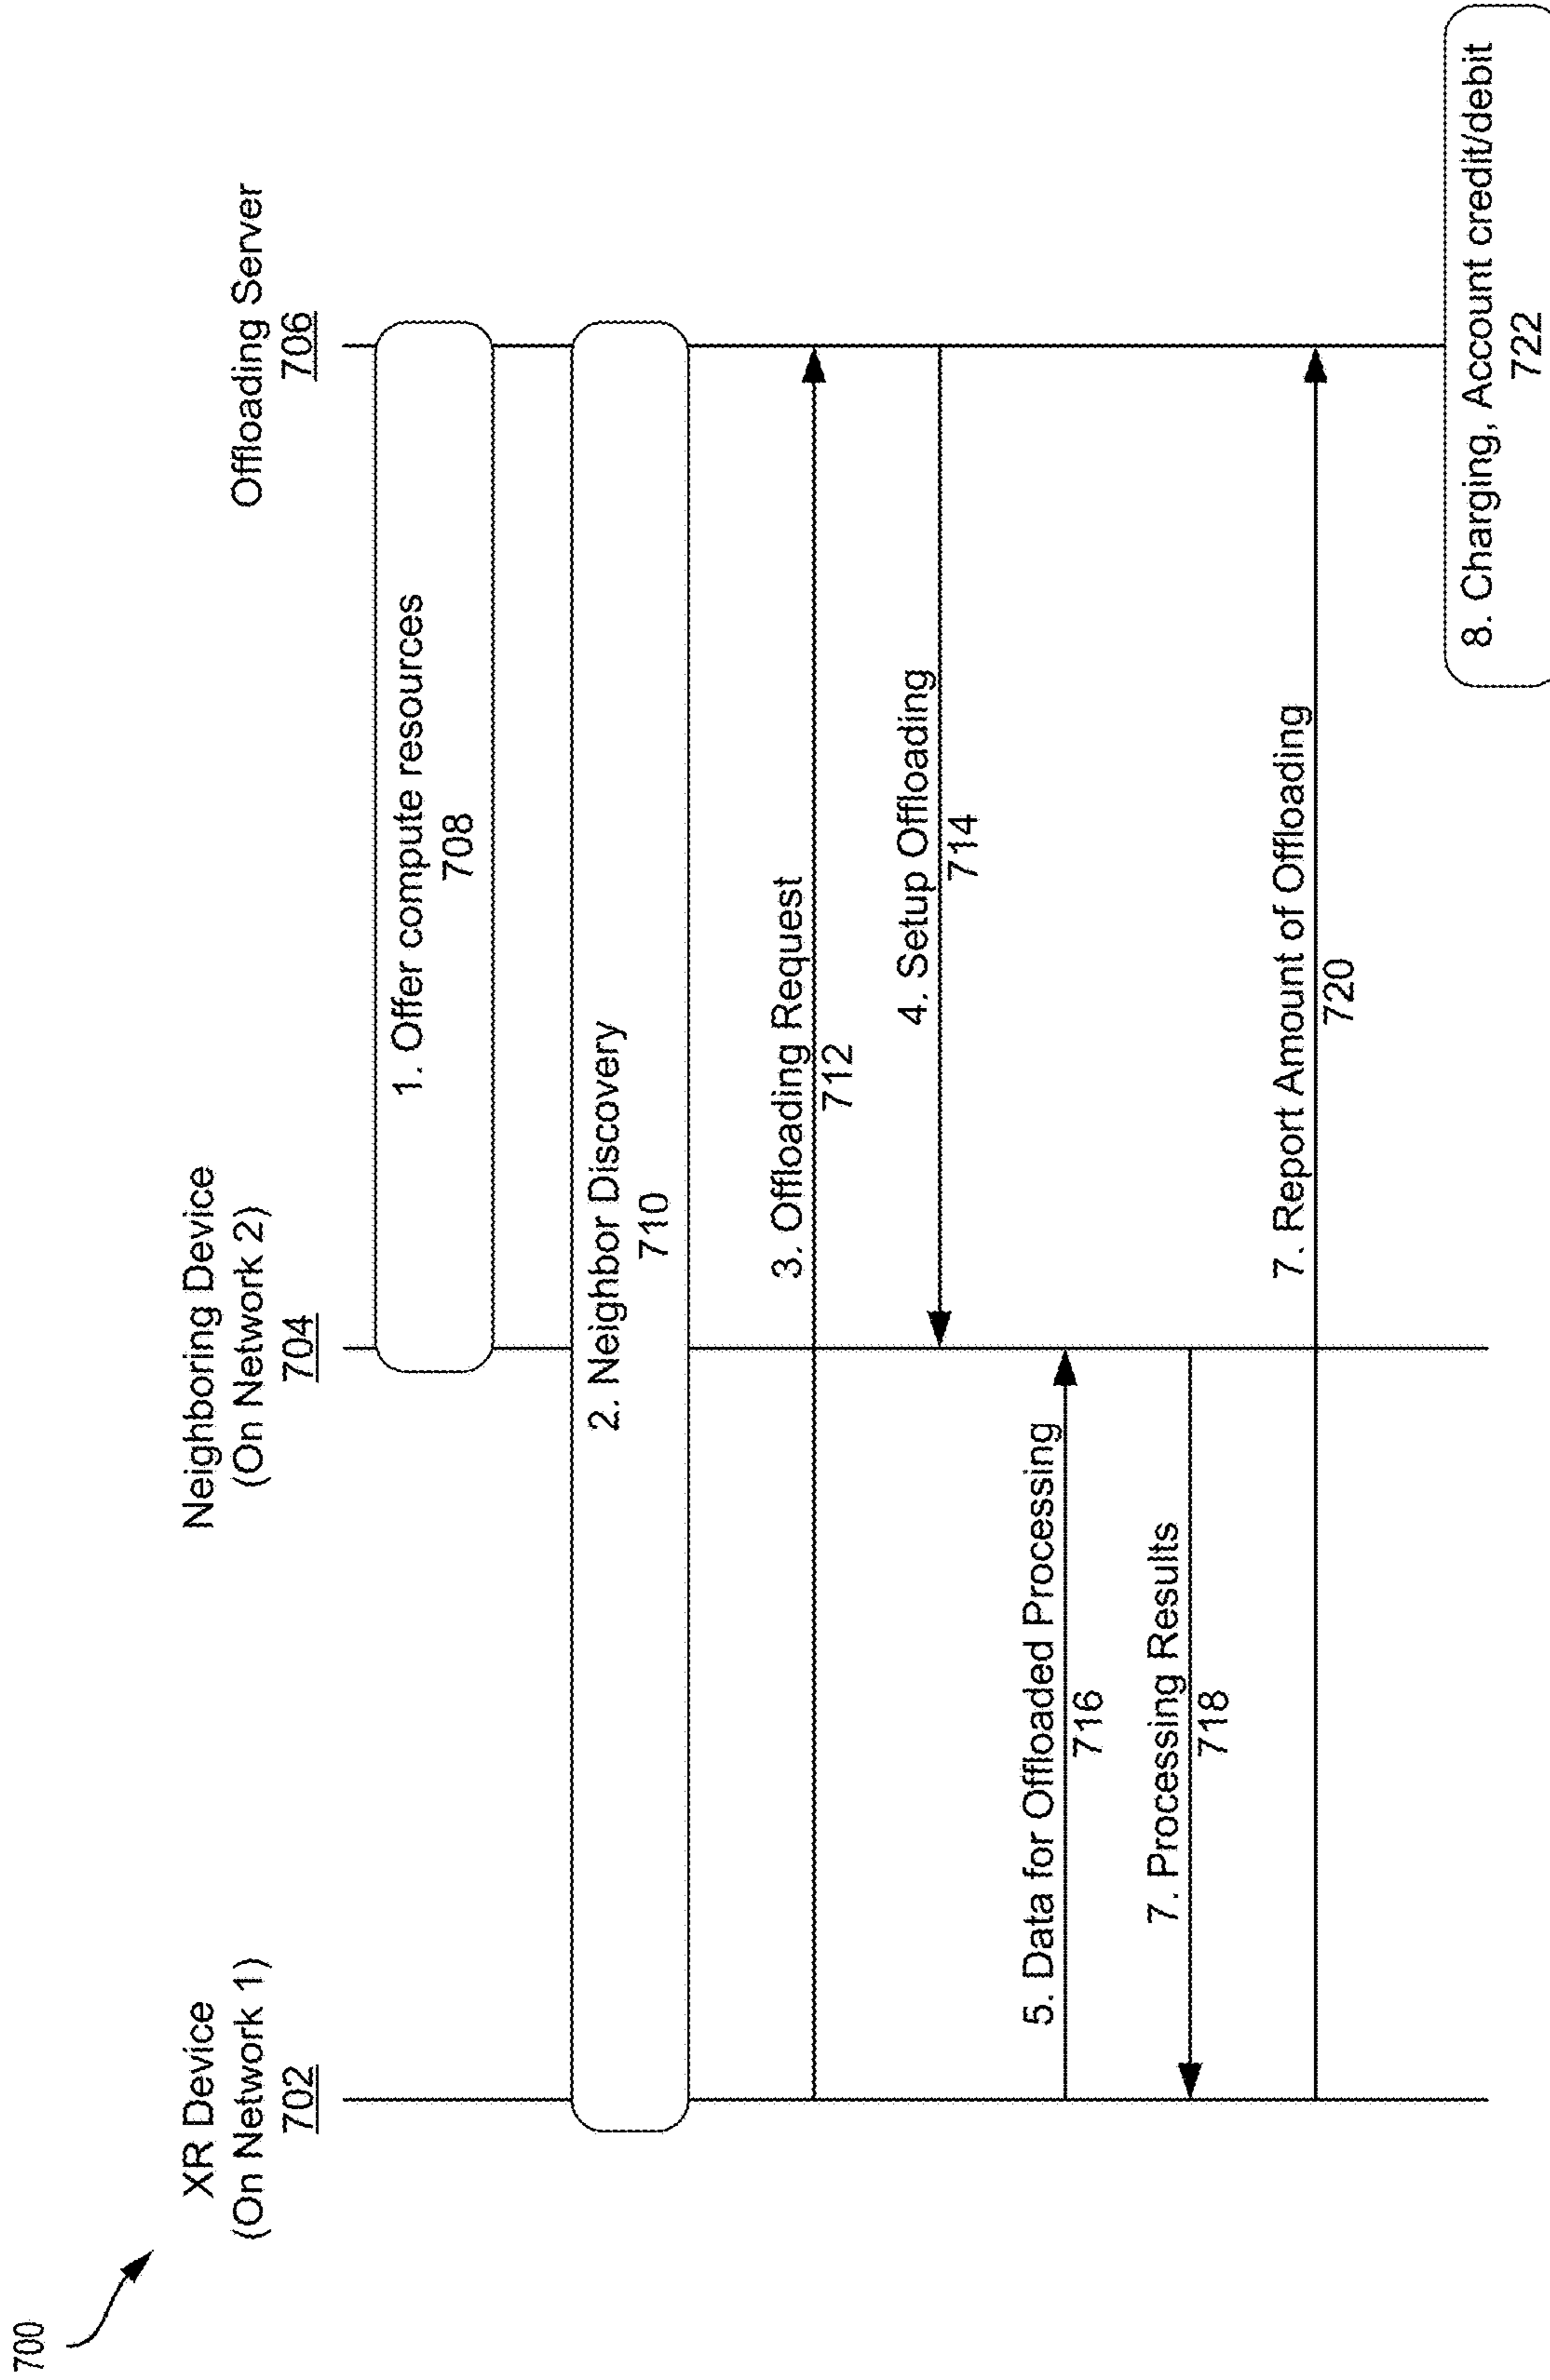 700
XR Device
(On Network 1)
702
Neighboring Device
(On Network 2)
704
Offloading Server
706
1. Offer compute resources
708
2. Neighbor Discovery
710
3. Offloading Request
712
4. Setup Offloading
714
5. Data for Offloaded Processing
716
7. Processing Results
718
7. Report Amount of Offloading
720
8. Charging, Account credit/debit
722